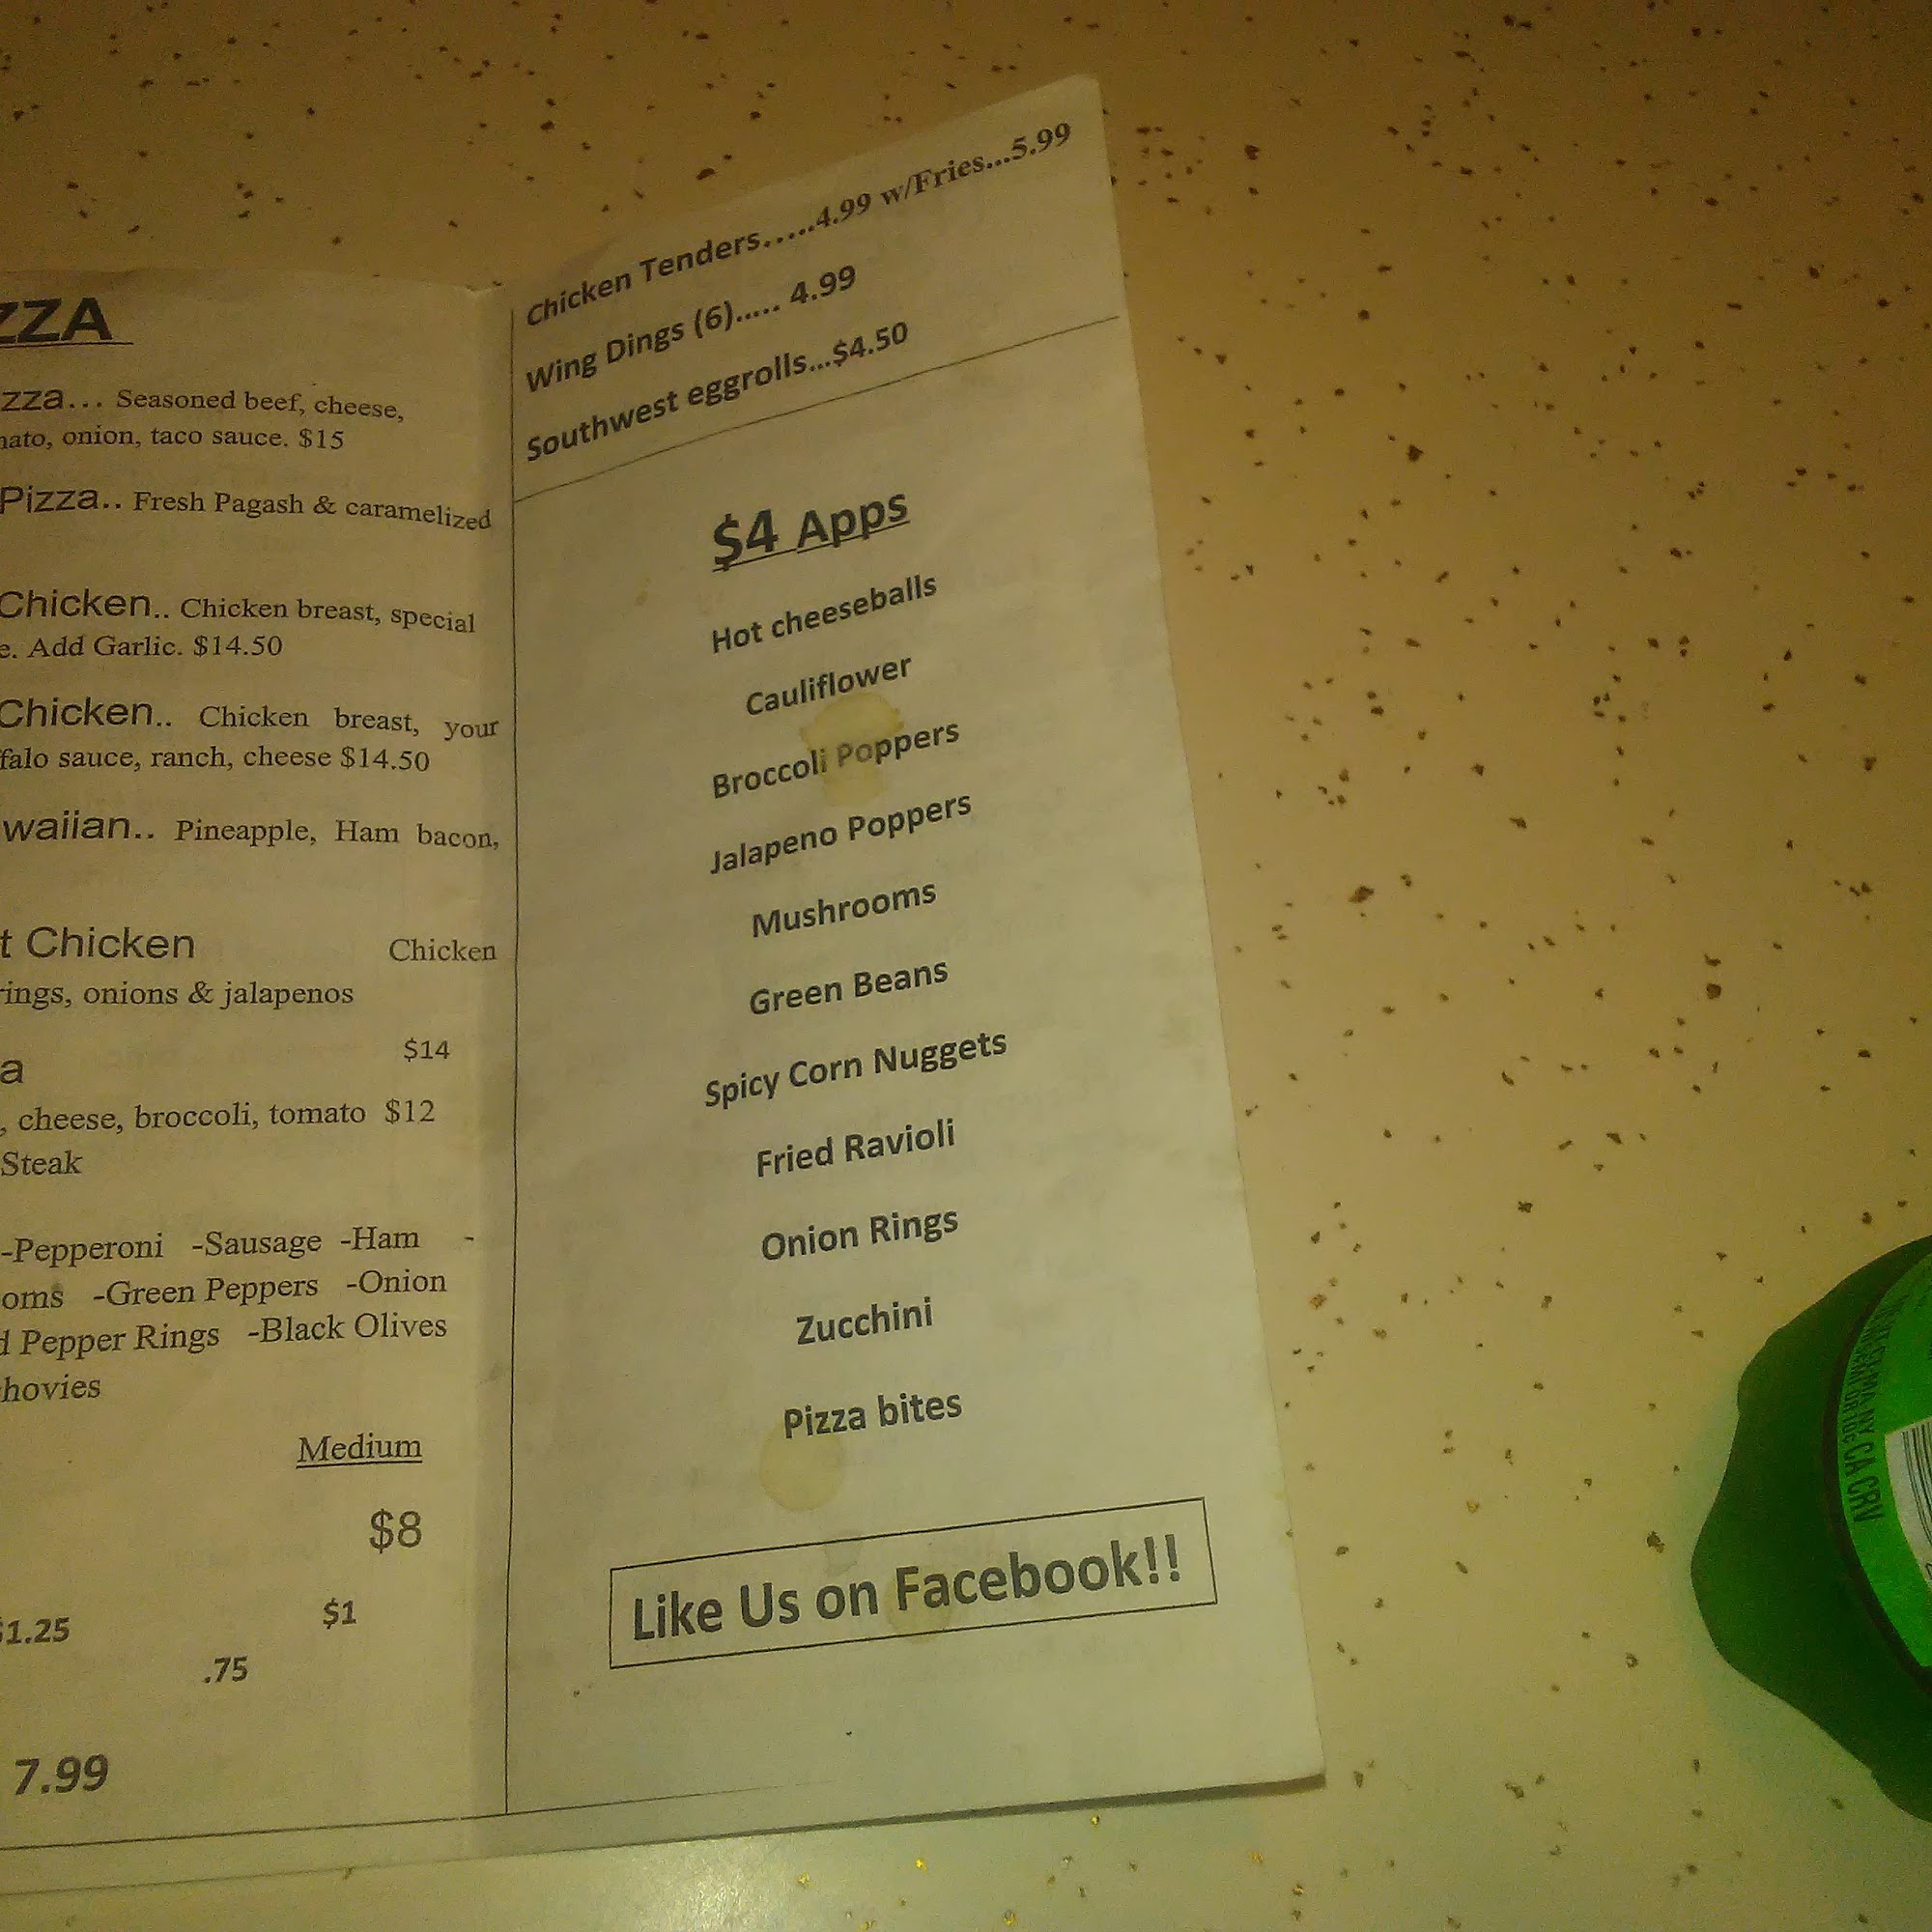 ZZA
zza... Seasoned beef, cheese,
ato, onion, taco sauce. $15
Pizza.. Fresh Pagash & caramelized
Chicken.. Chicken breast, special
e. Add Garlic. $14.50
Chicken.. Chicken breast, your
falo sauce, ranch, cheese $14.50
waiian.. Pineapple, Ham bacon,
t Chicken Chicken
rings, onions & jalapenos
$14
a
, cheese, broccoli, tomato $12
Steak
-Pepperoni -Sausage -Ham -
oms -Green Peppers -Onion
d Pepper Rings -Black Olives
hovies
Medium
$8
$1.25 $1
.75
7.99
Chicken Tenders.....4.99 w/Fries...5.99
Wing Dings (6)..... 4.99
Southwest eggrolls...$4.50
$4 Apps
Hot cheeseballs
Cauliflower
Broccoli Poppers
Jalapeno Poppers
Mushrooms
Green Beans
Spicy Corn Nuggets
Fried Ravioli
Onion Rings
Zucchini
Pizza bites
Like Us on Facebook!!
CA CRV